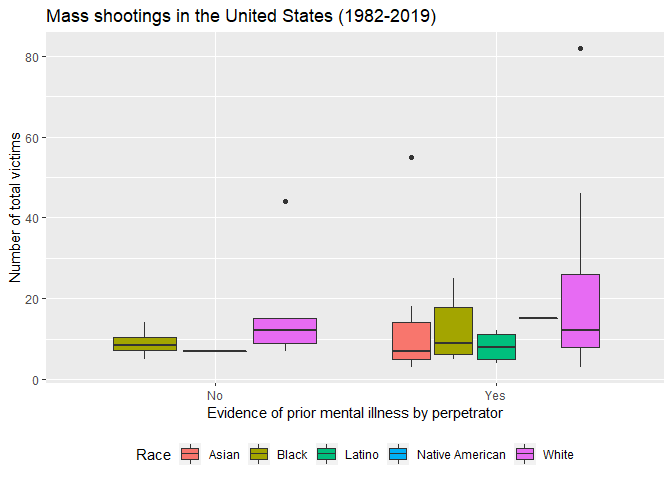 Mass shootings in the United States (1982-2019)
Number of total victims
80
60
40
20
0
No Yes
Evidence of prior mental illness by perpetrator
Race Asian Black Latino Native American White